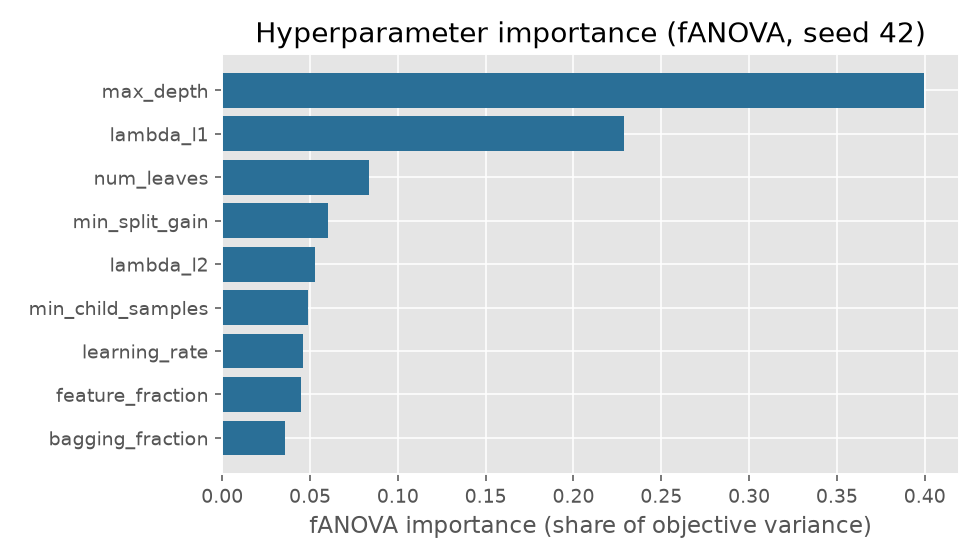 Hyperparameter importance (fANOVA, seed 42)
max_depth
lambda_l1
num_leaves
min_split_gain
lambda_l2
min_child_samples
learning_rate
feature_fraction
bagging_fraction
0.00 0.05 0.10 0.15 0.20 0.25 0.30 0.35 0.40
fANOVA importance (share of objective variance)